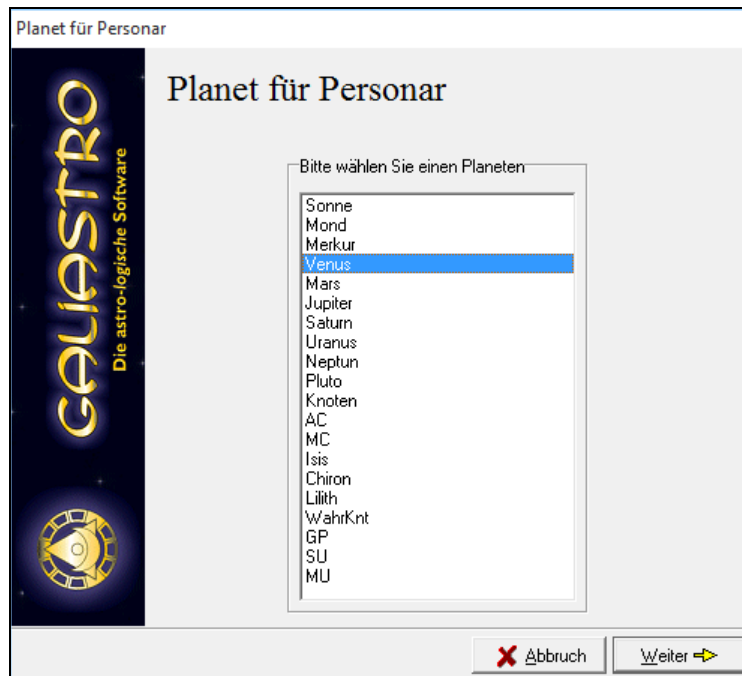 Planet für Personar
GALIASTRO
Die astro-logische Software
Planet für Personar
Bitte wählen Sie einen Planeten
Sonne
Mond
Merkur
Venus
Mars
Jupiter
Saturn
Uranus
Neptun
Pluto
Knoten
AC
MC
Isis
Chiron
Lilith
WahrKnt
GP
SU
MU
Abbruch
Weiter